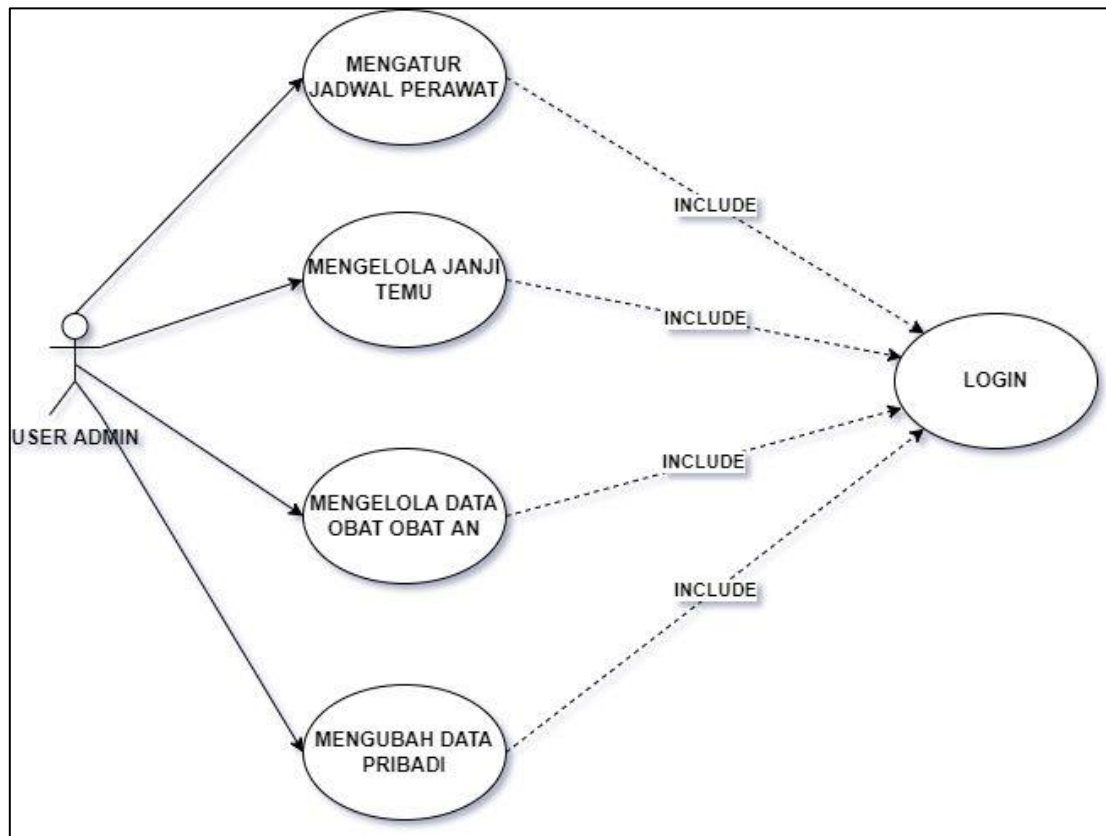 MENGATUR
JADWAL PERAWAT
INCLUDE
MENGELOLA JANJI
TEMU
INCLUDE
LOGIN
USER ADMIN
INCLUDE
MENGELOLA DATA
OBAT OBAT AN
INCLUDE
MENGUBAH DATA
PRIBADI